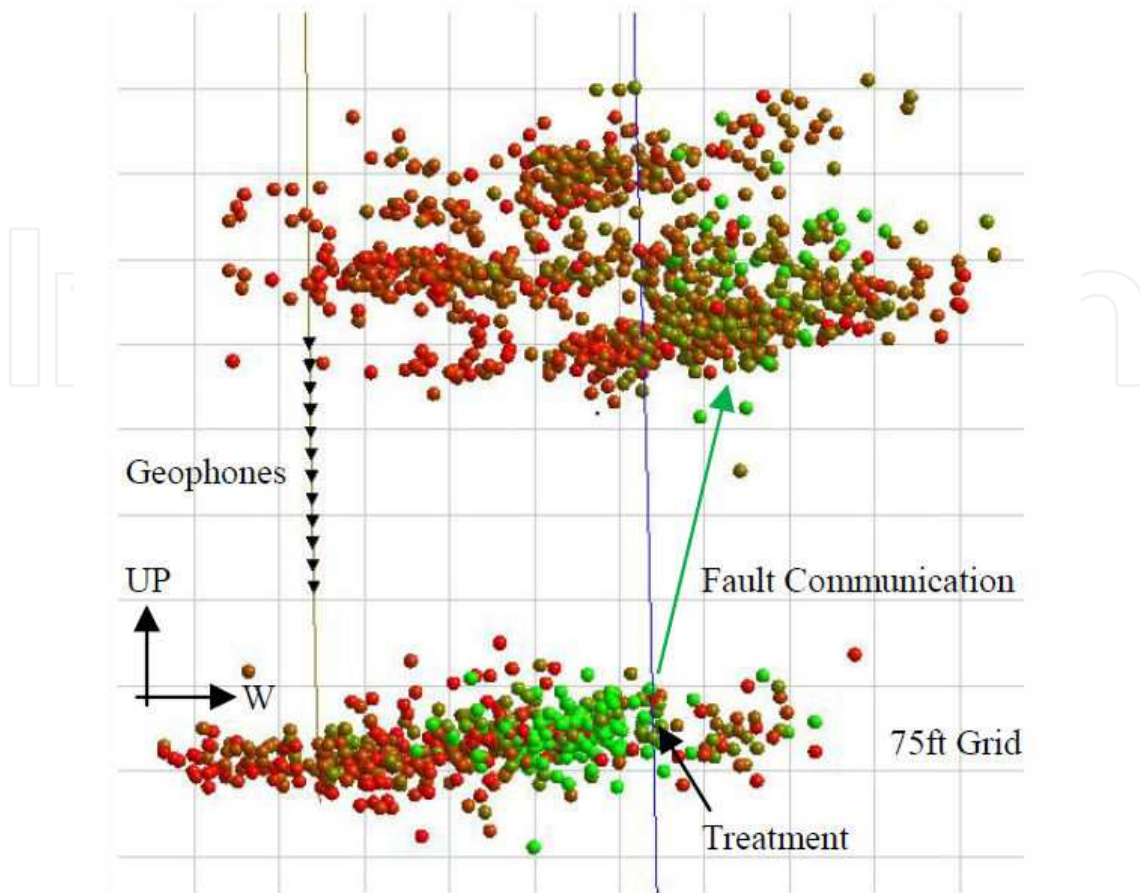 Geophones
UP
Fault Communication
W
75ft Grid
Treatment